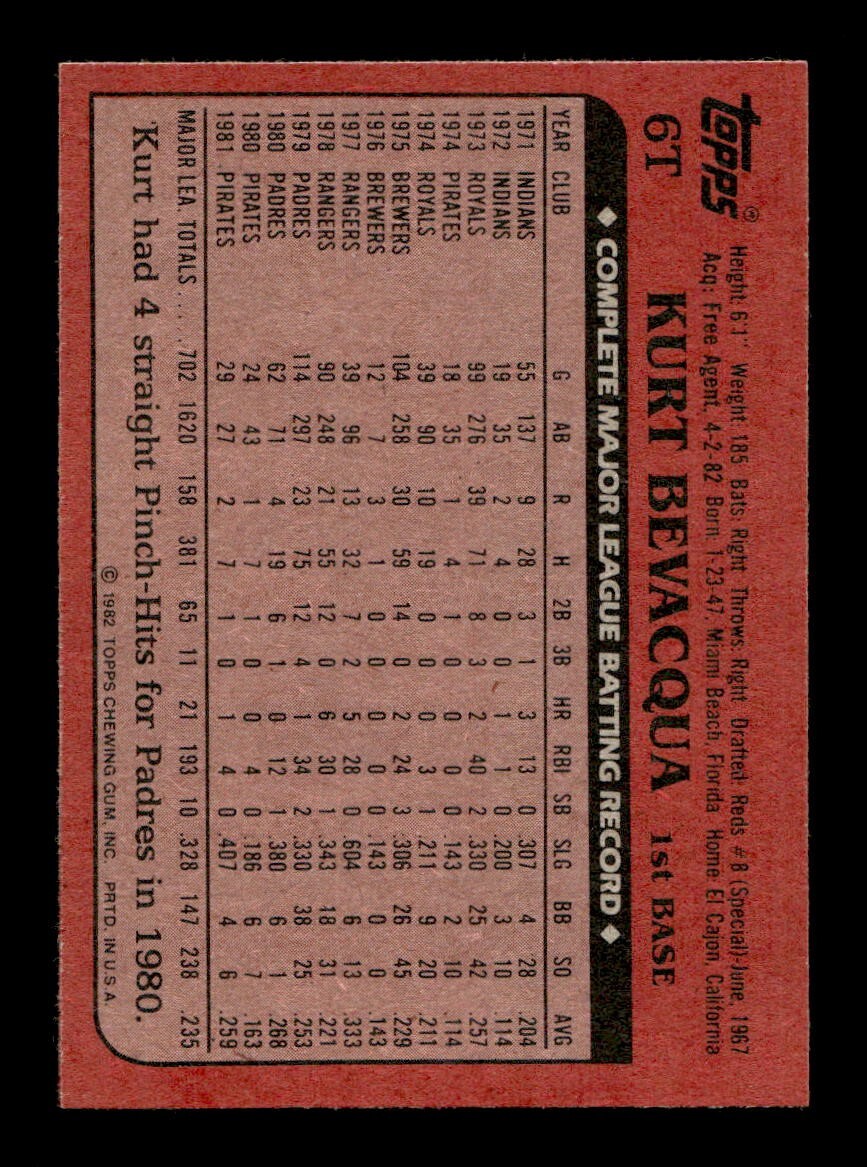 topps®
6T KURT BEVACQUA 1st BASE
Height: 6'1" Weight: 185 Bats: Right Throws: Right Drafted: Reds #8 (Special)-June, 1967
Acq: Free Agent, 4-2-82 Born: 1-23-47, Miami Beach, Florida Home: El Cajon, California
◆ COMPLETE MAJOR LEAGUE BATTING RECORD ◆
YEAR CLUB G AB R H 2B 3B HR RBI SB SLG BB SO AVG
1971 INDIANS 55 137 9 28 3 1 3 13 0 .307 4 28 .204
1972 INDIANS 19 35 2 4 0 0 1 1 0 .200 3 10 .114
1973 ROYALS 99 276 39 71 8 3 2 40 2 .330 25 42 .257
1974 PIRATES 18 35 1 4 1 0 0 0 0 .143 2 10 .114
1974 ROYALS 39 90 10 19 0 0 0 3 1 .211 9 20 .211
1975 BREWERS 104 258 30 59 14 0 2 24 3 .306 26 45 .229
1976 BREWERS 12 7 3 1 0 0 0 0 0 .143 0 0 .143
1977 RANGERS 39 96 13 32 7 2 5 28 0 .604 6 13 .333
1978 RANGERS 90 248 21 55 12 0 6 30 1 .343 18 31 .221
1979 PADRES 114 297 23 75 12 4 1 34 2 .330 38 25 .253
1980 PADRES 62 71 4 19 6 1 0 12 1 .380 6 1 .268
1980 PIRATES 24 43 1 7 1 0 0 4 0 .186 6 7 .163
1981 PIRATES 29 27 2 7 1 0 1 4 0 .407 4 6 .259
MAJOR LEA. TOTALS ..... 702 1620 158 381 65 11 21 193 10 .328 147 238 .235
Kurt had 4 straight Pinch-Hits for Padres in 1980.
© 1982 TOPPS CHEWING GUM, INC. PRTD. IN U.S.A.